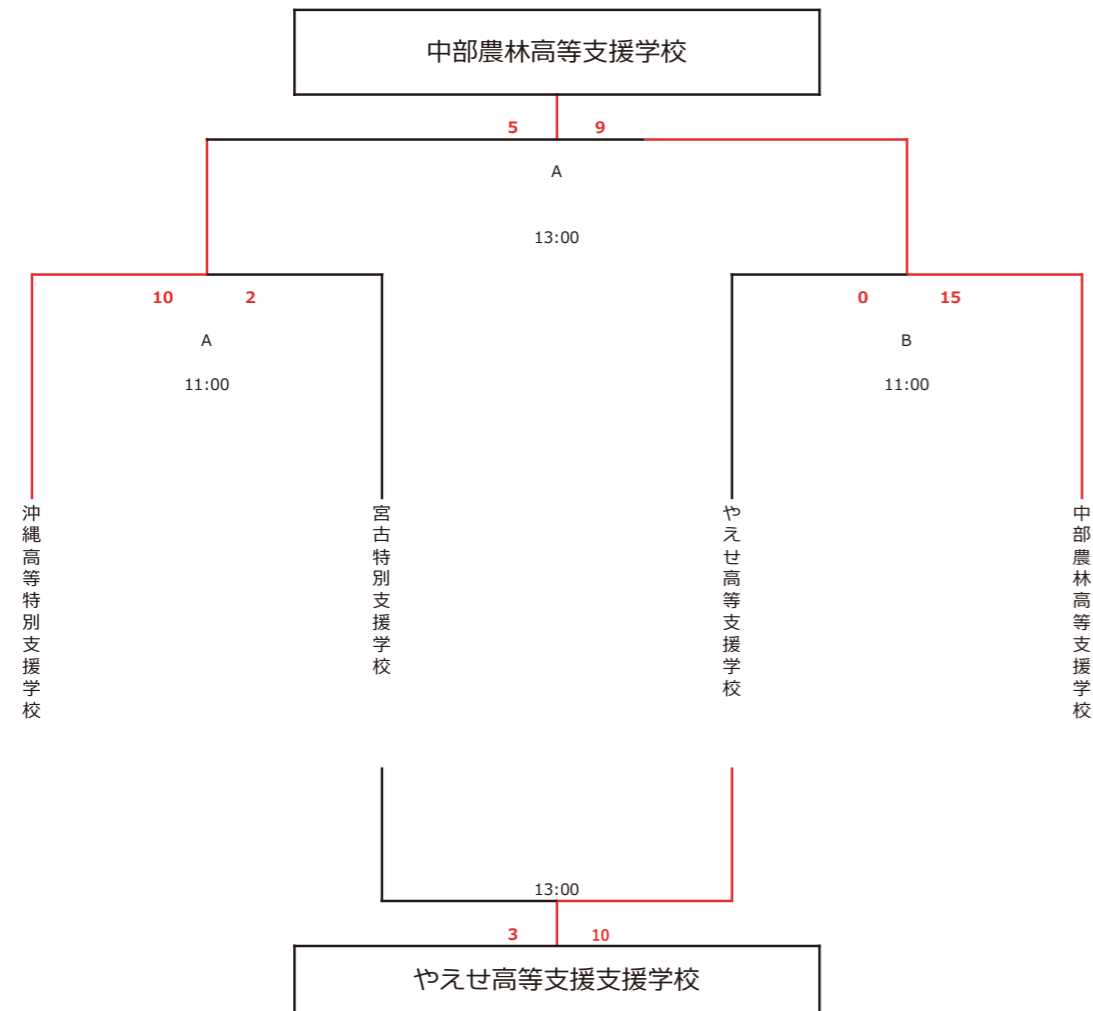 中部農林高等支援学校
5 9
A
13:00
10 2
0 15
A
B
11:00
11:00
沖縄高等特別支援学校
宮古特別支援学校
やえせ高等支援学校
中部農林高等支援学校
13:00
3 10
やえせ高等支援支援学校